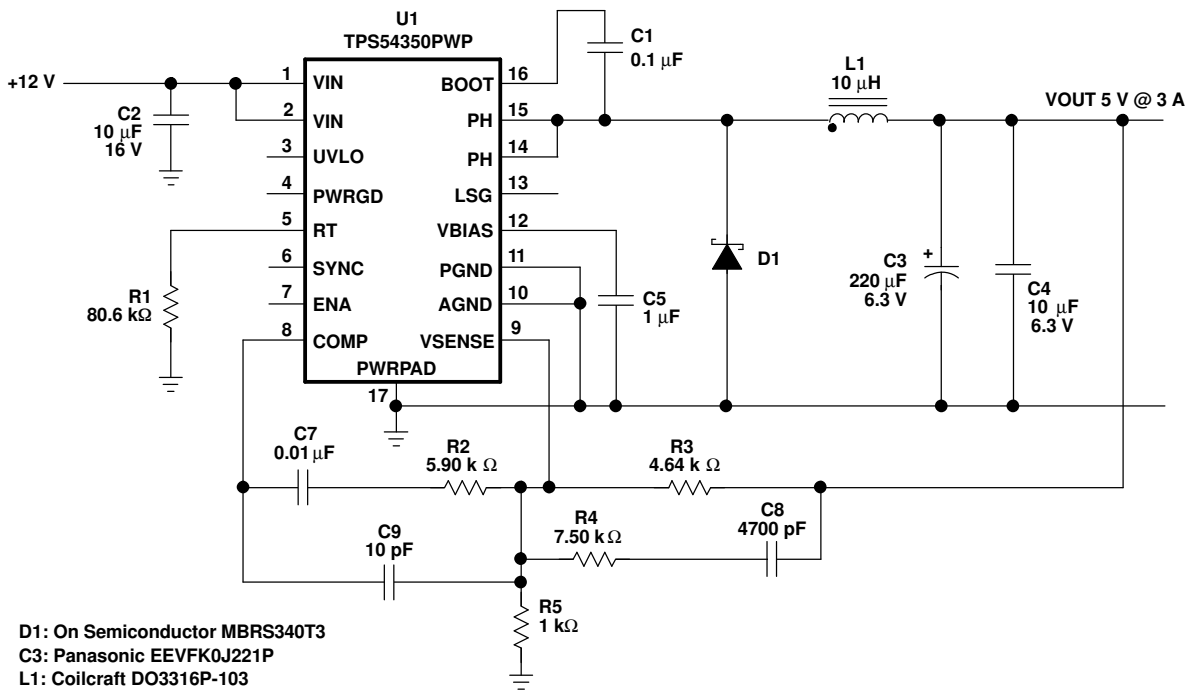 U1
TPS54350PWP
+12 V
C2
10 µF
16 V
1 VIN
2 VIN
3 UVLO
4 PWRGD
5 RT
6 SYNC
7 ENA
8 COMP
BOOT 16
PH 15
PH 14
LSG 13
VBIAS 12
PGND 11
AGND 10
VSENSE 9
PWRPAD
17
C1
0.1 µF
L1
10 µH
VOUT 5 V @ 3 A
R1
80.6 kΩ
C5
1 µF
D1
C3
220 µF
6.3 V
+
C4
10 µF
6.3 V
C7
0.01 µF
R2
5.90 k Ω
R3
4.64 k Ω
C9
10 pF
R4
7.50 k Ω
C8
4700 pF
R5
1 kΩ
D1: On Semiconductor MBRS340T3
C3: Panasonic EEVFK0J221P
L1: Coilcraft DO3316P-103